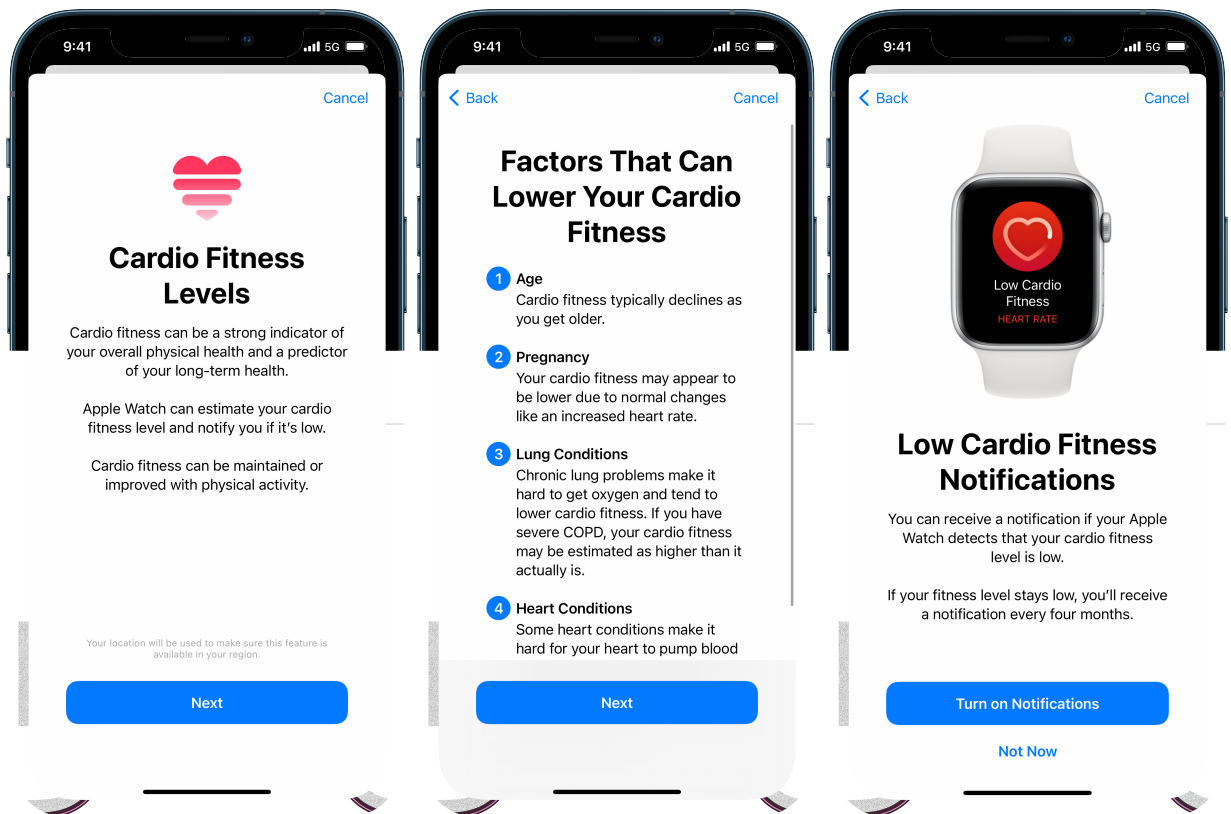 9:41
5G
Cancel
Cardio Fitness
Levels
Cardio fitness can be a strong indicator of
your overall physical health and a predictor
of your long-term health.
Apple Watch can estimate your cardio
fitness level and notify you if it's low.
Cardio fitness can be maintained or
improved with physical activity.
Your location will be used to make sure this feature is
available in your region.
Next
9:41
5G
Back
Cancel
Factors That Can
Lower Your Cardio
Fitness
1 Age
Cardio fitness typically declines as
you get older.
2 Pregnancy
Your cardio fitness may appear to
be lower due to normal changes
like an increased heart rate.
3 Lung Conditions
Chronic lung problems make it
hard to get oxygen and tend to
lower cardio fitness. If you have
severe COPD, your cardio fitness
may be estimated as higher than it
actually is.
4 Heart Conditions
Some heart conditions make it
hard for your heart to pump blood
Next
9:41
5G
Back
Cancel
Low Cardio
Fitness
HEART RATE
Low Cardio Fitness
Notifications
You can receive a notification if your Apple
Watch detects that your cardio fitness
level is low.
If your fitness level stays low, you'll receive
a notification every four months.
Turn on Notifications
Not Now